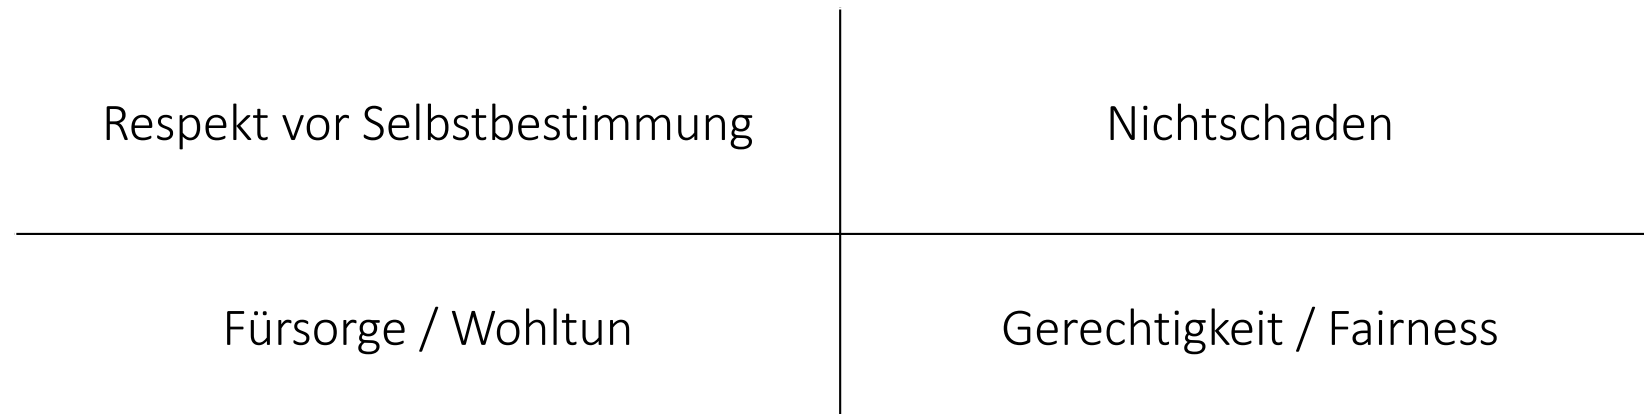 Respekt vor Selbstbestimmung
Nichtschaden
Fürsorge / Wohltun
Gerechtigkeit / Fairness